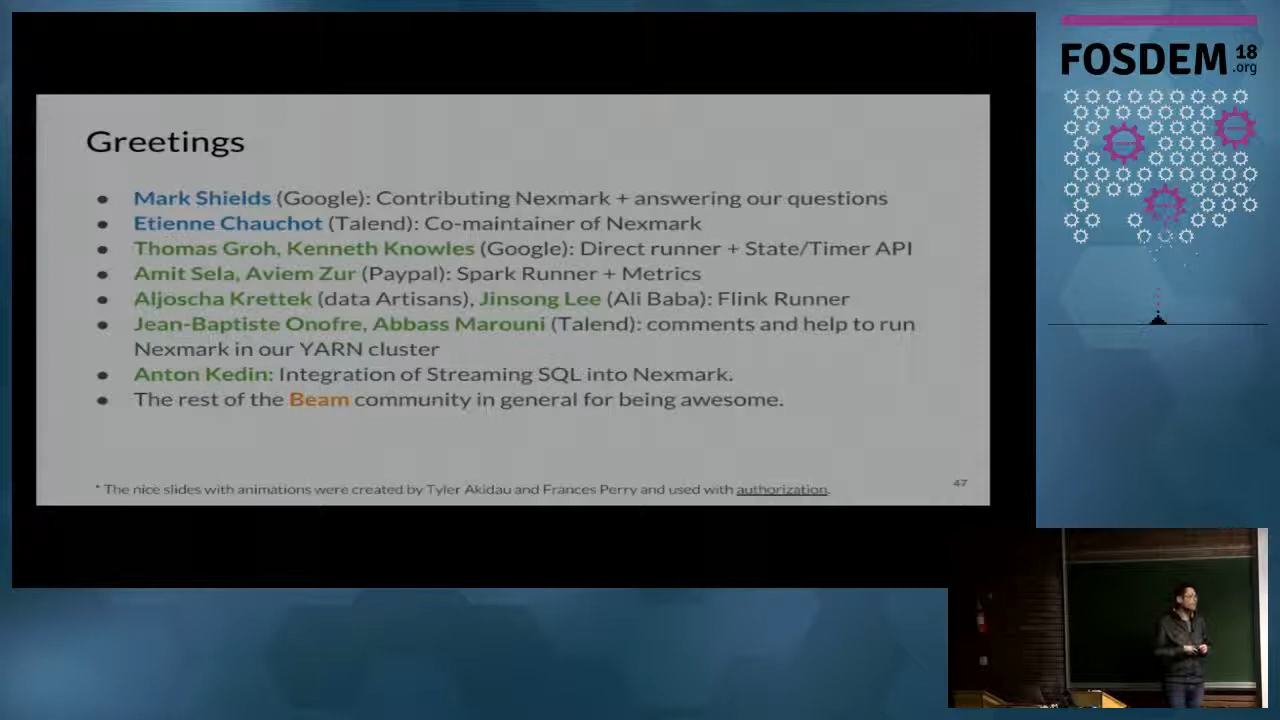 Greetings
● Mark Shields (Google): Contributing Nexmark + answering our questions
● Etienne Chauchot (Talend): Co-maintainer of Nexmark
● Thomas Groh, Kenneth Knowles (Google): Direct runner + State/Timer API
● Amit Sela, Aviem Zur (Paypal): Spark Runner + Metrics
● Aljoscha Krettek (data Artisans), Jinsong Lee (Ali Baba): Flink Runner
● Jean-Baptiste Onofre, Abbass Marouni (Talend): comments and help to run
Nexmark in our YARN cluster
● Anton Kedin: Integration of Streaming SQL into Nexmark.
● The rest of the Beam community in general for being awesome.
* The nice slides with animations were created by Tyler Akidau and Frances Perry and used with authorization.
47
FOSDEM 18
.org